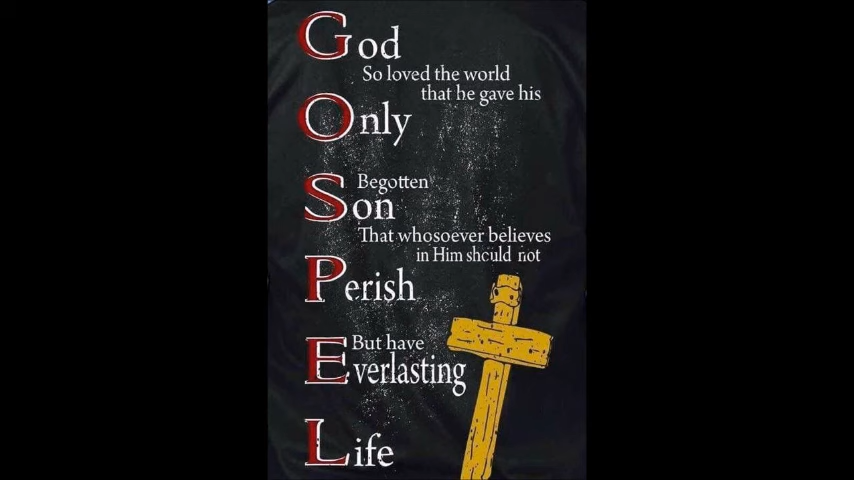 God
So loved the world
that he gave his
Only
Begotten
Son
That whosoever believes
in Him should not
Perish
But have
Everlasting
Life